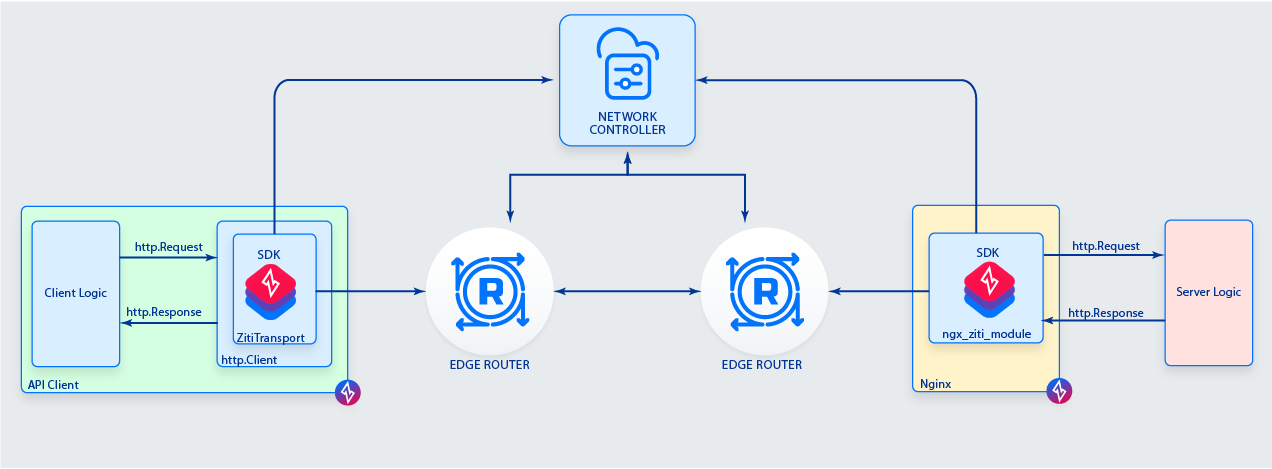 NETWORK
CONTROLLER
http.Request
http.Response
Client Logic
SDK
ZitiTransport
http.Client
API Client
R
EDGE ROUTER
R
EDGE ROUTER
SDK
ngx_ziti_module
Nginx
http.Request
http.Response
Server Logic